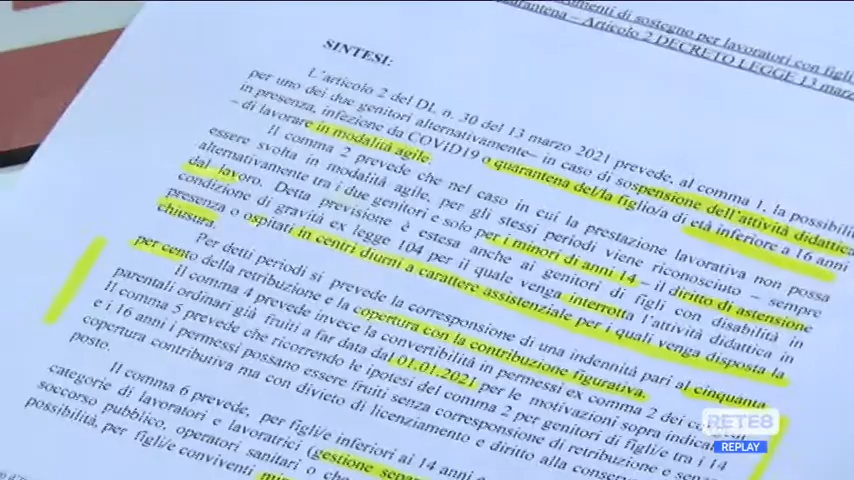 menti di sostegno per lavoratori con figli
quarantena – Articolo 2 DECRETO LEGGE 13 marz
SINTESI:
L'articolo 2 del DL n. 30 del 13 marzo 2021 prevede, al comma 1, la possibili
per uno dei due genitori alternativamente– in caso di sospensione dell'attività didattica
in presenza, infezione da COVID19 o quarantena del/la figlio/a di età inferiore a 16 anni
– di lavorare in modalità agile.
Il comma 2 prevede che nel caso in cui la prestazione lavorativa non possa
essere svolta in modalità agile, per gli stessi periodi viene riconosciuto – sempre
alternativamente tra i due genitori e solo per i minori di anni 14 – il diritto di astensione
dal lavoro. Detta previsione è estesa anche ai genitori di figli con disabilità in
condizione di gravità ex legge 104 per il quale venga interrotta l'attività didattica in
presenza o ospitati in centri diurni a carattere assistenziale per i quali venga disposta la
chiusura.
Per detti periodi si prevede la corresponsione di una indennità pari al cinquanta
per cento della retribuzione e la copertura con la contribuzione figurativa.
Il comma 4 prevede invece la convertibilità in permessi ex comma 2 dei congedi
parentali ordinari già fruiti a far data dal 01.01.2021 per le motivazioni sopra indicate.
Il comma 5 prevede che ricorrendo le ipotesi del comma 2 per genitori di figli/e tra i 14
e i 16 anni i permessi possano essere fruiti senza corresponsione di retribuzione e senza
copertura contributiva ma con divieto di licenziamento e diritto alla conserv
posto.
Il comma 6 prevede, per figli/e inferiori ai 14 anni e
categorie di lavoratori e lavoratrici (gestione separ
soccorso pubblico, operatori sanitari o che
possibilità, per figli/e conviventi
RETE8
REPLAY